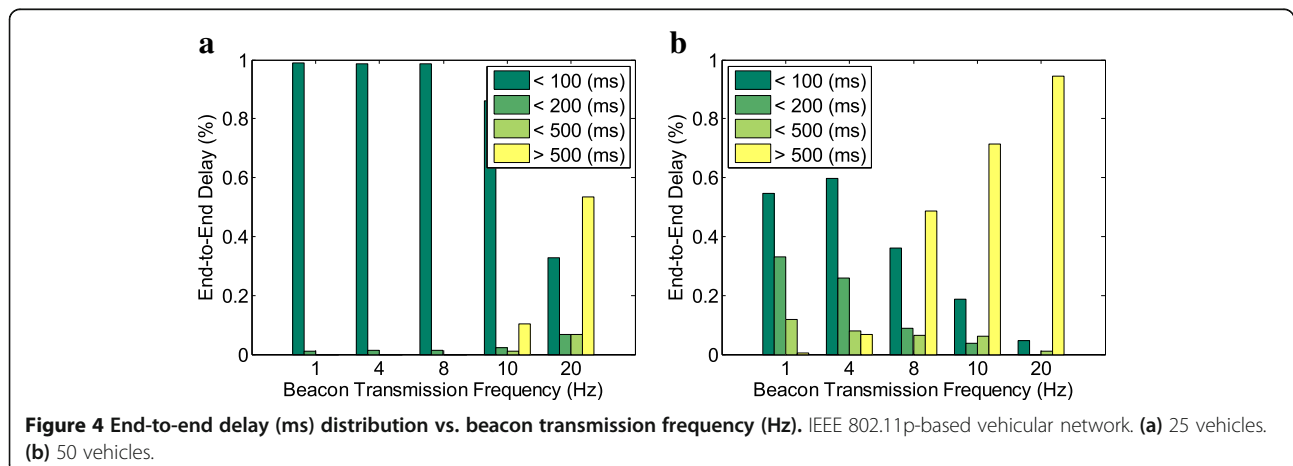 a
End-to-End Delay (%)
1
0.8
0.6
0.4
0.2
0
1 4 8 10 20
Beacon Transmission Frequency (Hz)
< 100 (ms)
< 200 (ms)
< 500 (ms)
> 500 (ms)
b
End-to-End Delay (%)
1
0.8
0.6
0.4
0.2
0
1 4 8 10 20
Beacon Transmission Frequency (Hz)
< 100 (ms)
< 200 (ms)
< 500 (ms)
> 500 (ms)
Figure 4 End-to-end delay (ms) distribution vs. beacon transmission frequency (Hz). IEEE 802.11p-based vehicular network. (a) 25 vehicles.
(b) 50 vehicles.